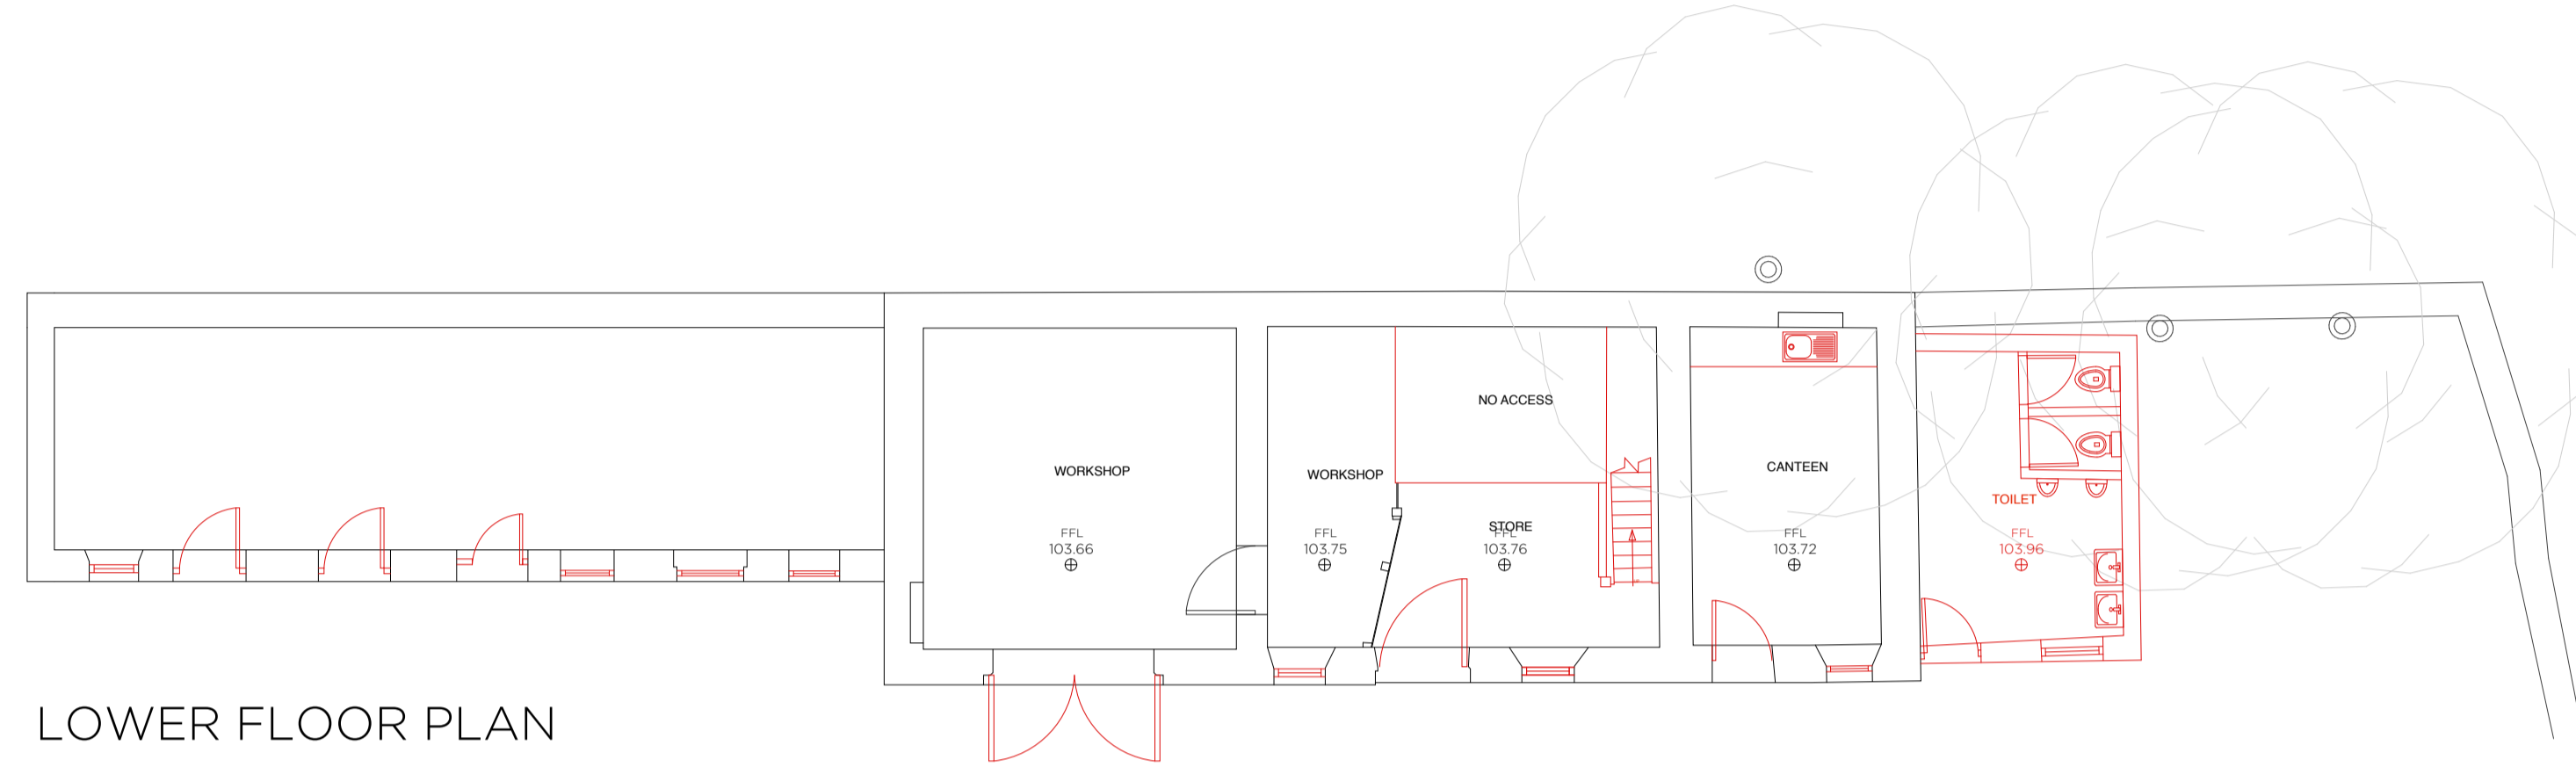 NO ACCESS
WORKSHOP
FFL
103.66
WORKSHOP
FFL
103.75
STORE
FFL
103.76
CANTEEN
FFL
103.72
TOILET
FFL
103.96
LOWER FLOOR PLAN